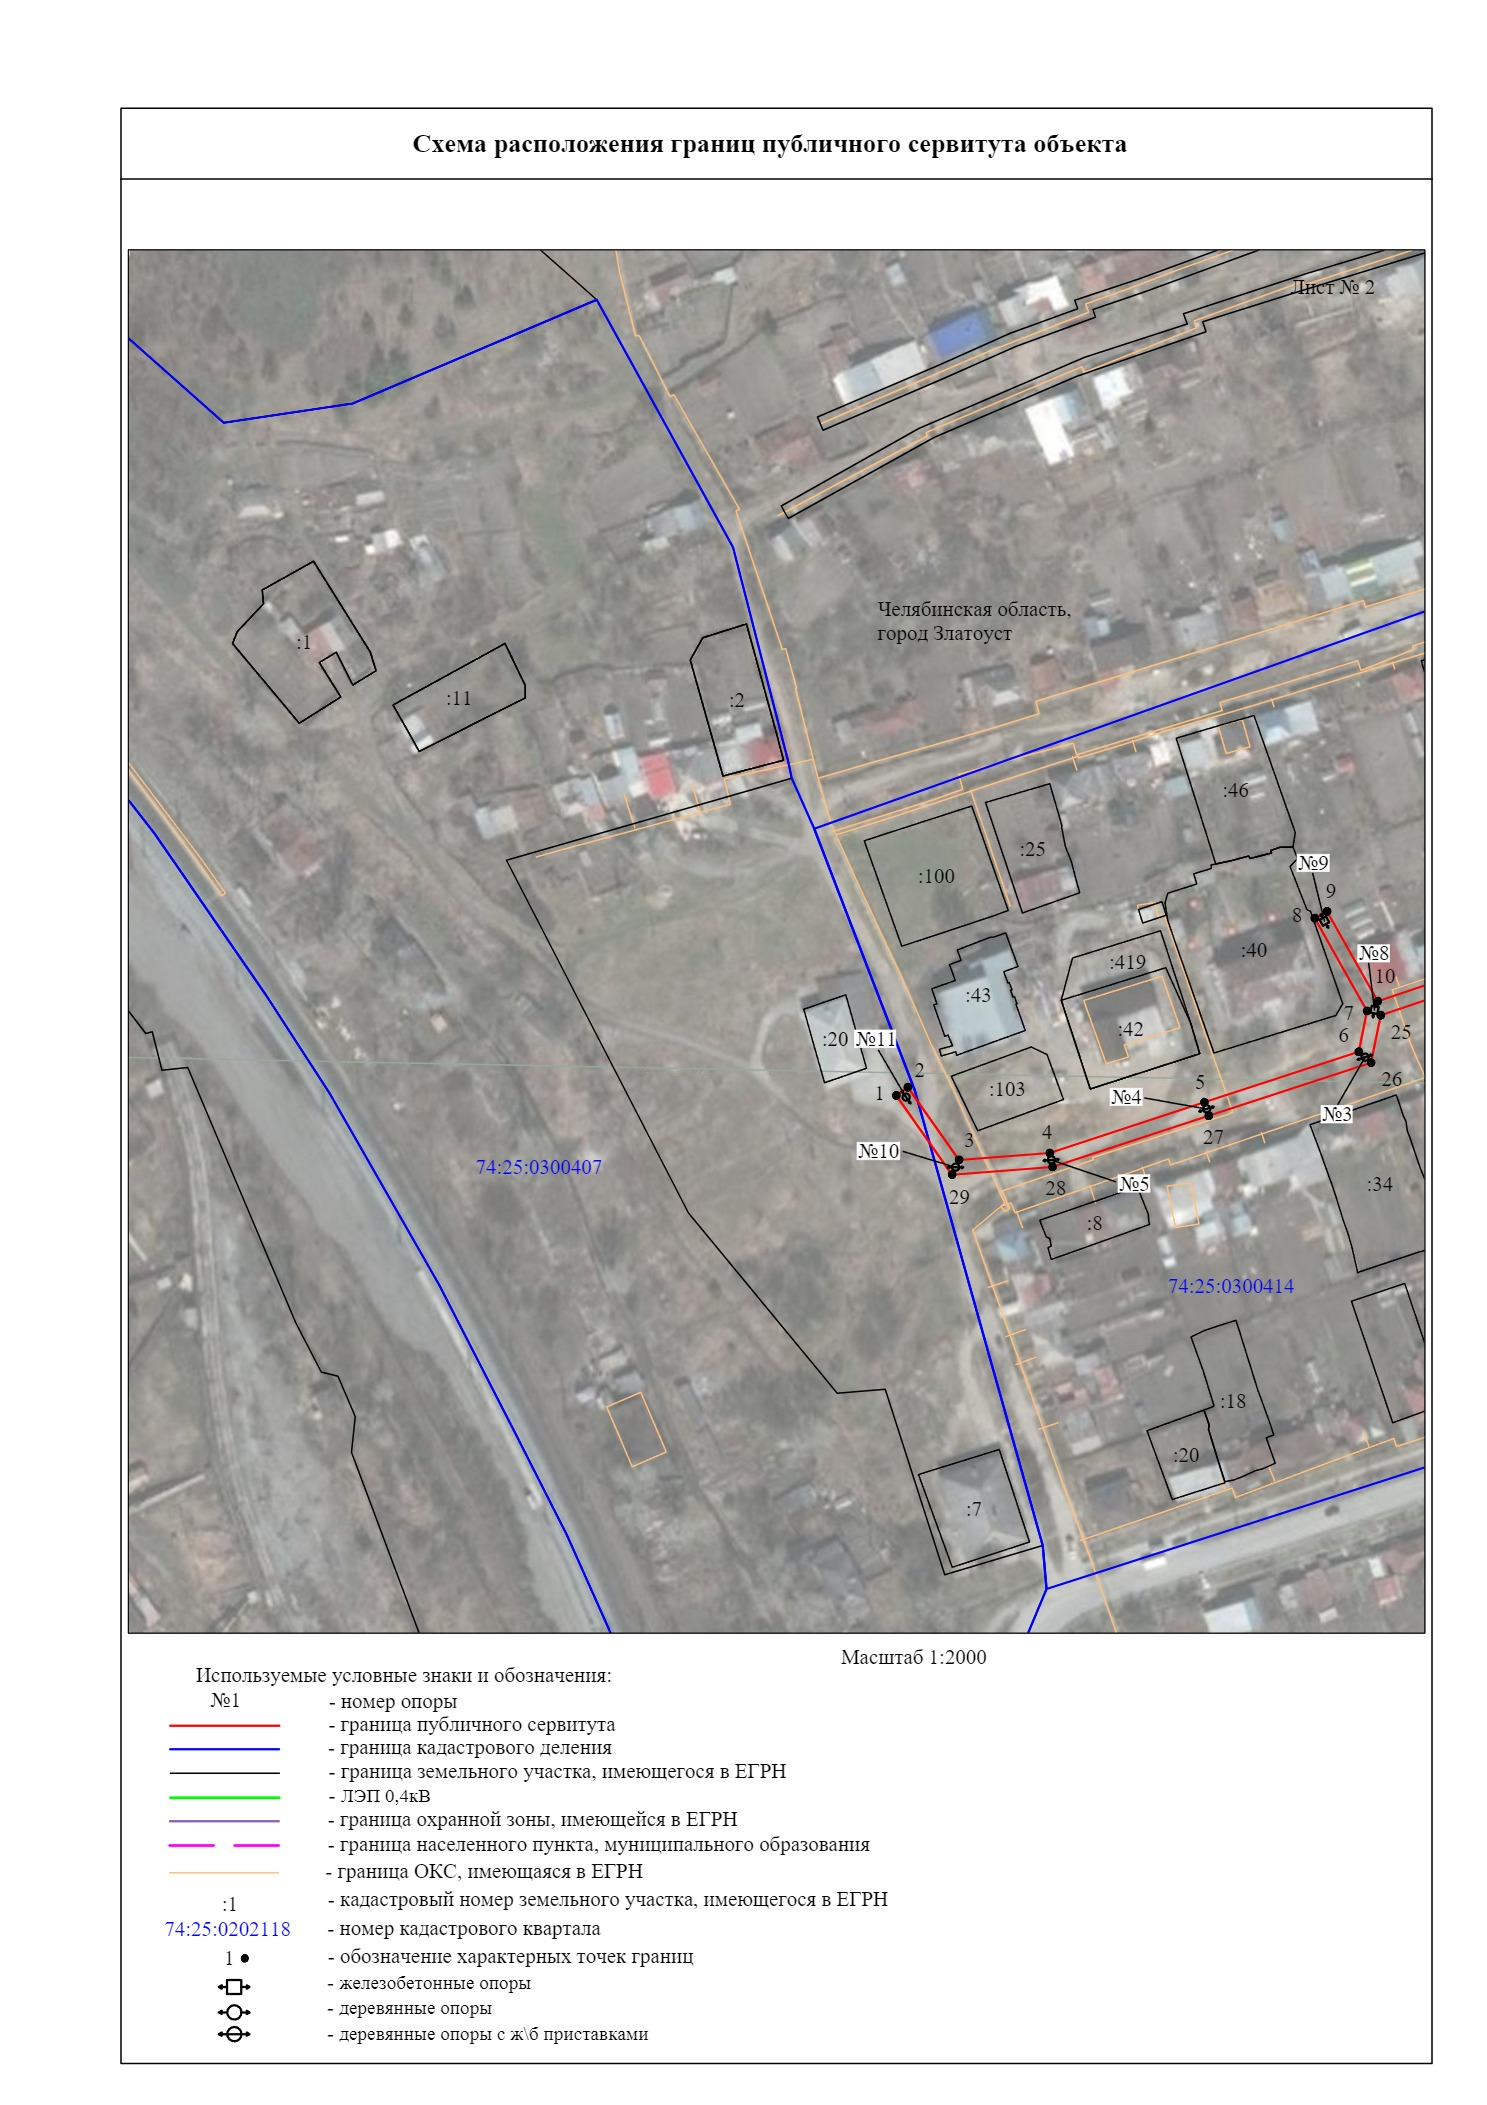 Схема расположения границ публичного сервитута объекта
Лист № 2
Челябинская область,
город Златоуст
:1
:11
:2
:46
:25
:100
№9
9
8
:40
№8
:419
10
:43
7
25
:42
6
:20
№11
2
26
1
:103
5
№4
№3
27
4
3
№10
74:25:0300407
№5
28
29
:34
:8
74:25:0300414
:18
:20
:7
Масштаб 1:2000
Используемые условные знаки и обозначения:
№1 - номер опоры
- граница публичного сервитута
- граница кадастрового деления
- граница земельного участка, имеющегося в ЕГРН
- ЛЭП 0,4кВ
- граница охранной зоны, имеющейся в ЕГРН
- граница населенного пункта, муниципального образования
- граница ОКС, имеющаяся в ЕГРН
:1 - кадастровый номер земельного участка, имеющегося в ЕГРН
74:25:0202118 - номер кадастрового квартала
1 - обозначение характерных точек границ
- железобетонные опоры
- деревянные опоры
- деревянные опоры с ж\б приставками